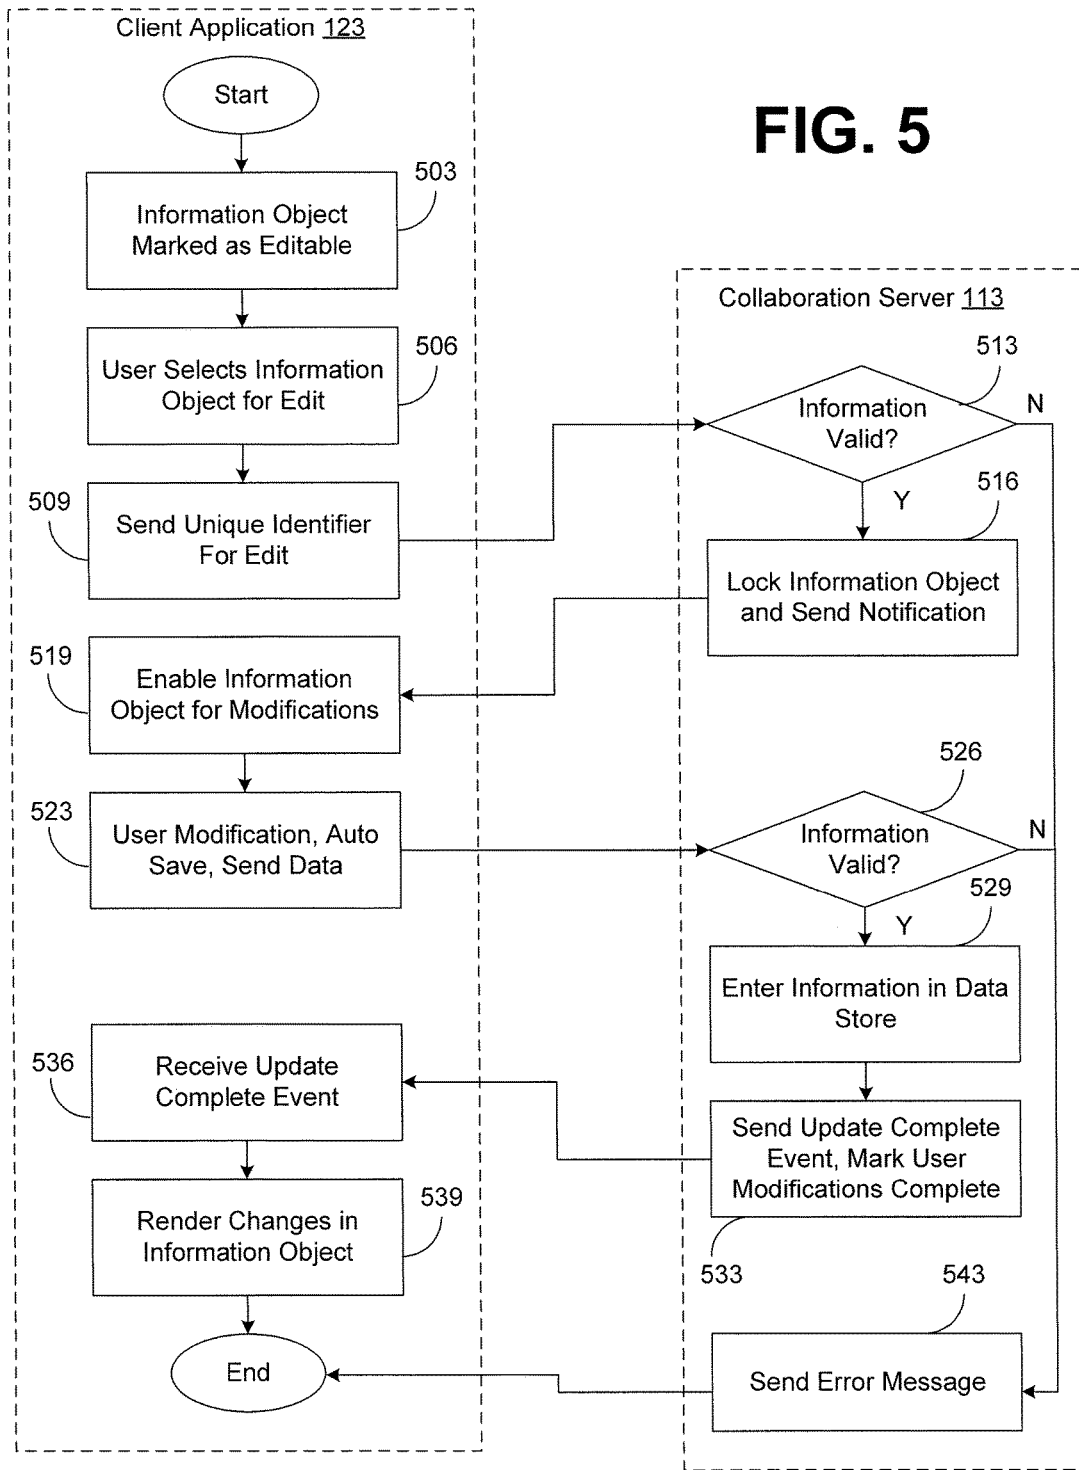 Client Application 123
Start
FIG. 5
503
Information Object
Marked as Editable
Collaboration Server 113
506
User Selects Information
Object for Edit
513
Information
Valid?
N
Y
509
Send Unique Identifier
For Edit
516
Lock Information Object
and Send Notification
519
Enable Information
Object for Modifications
523
User Modification, Auto
Save, Send Data
526
Information
Valid?
N
Y
529
Enter Information in Data
Store
536
Receive Update
Complete Event
Send Update Complete
Event, Mark User
Modifications Complete
533
539
Render Changes in
Information Object
543
Send Error Message
End